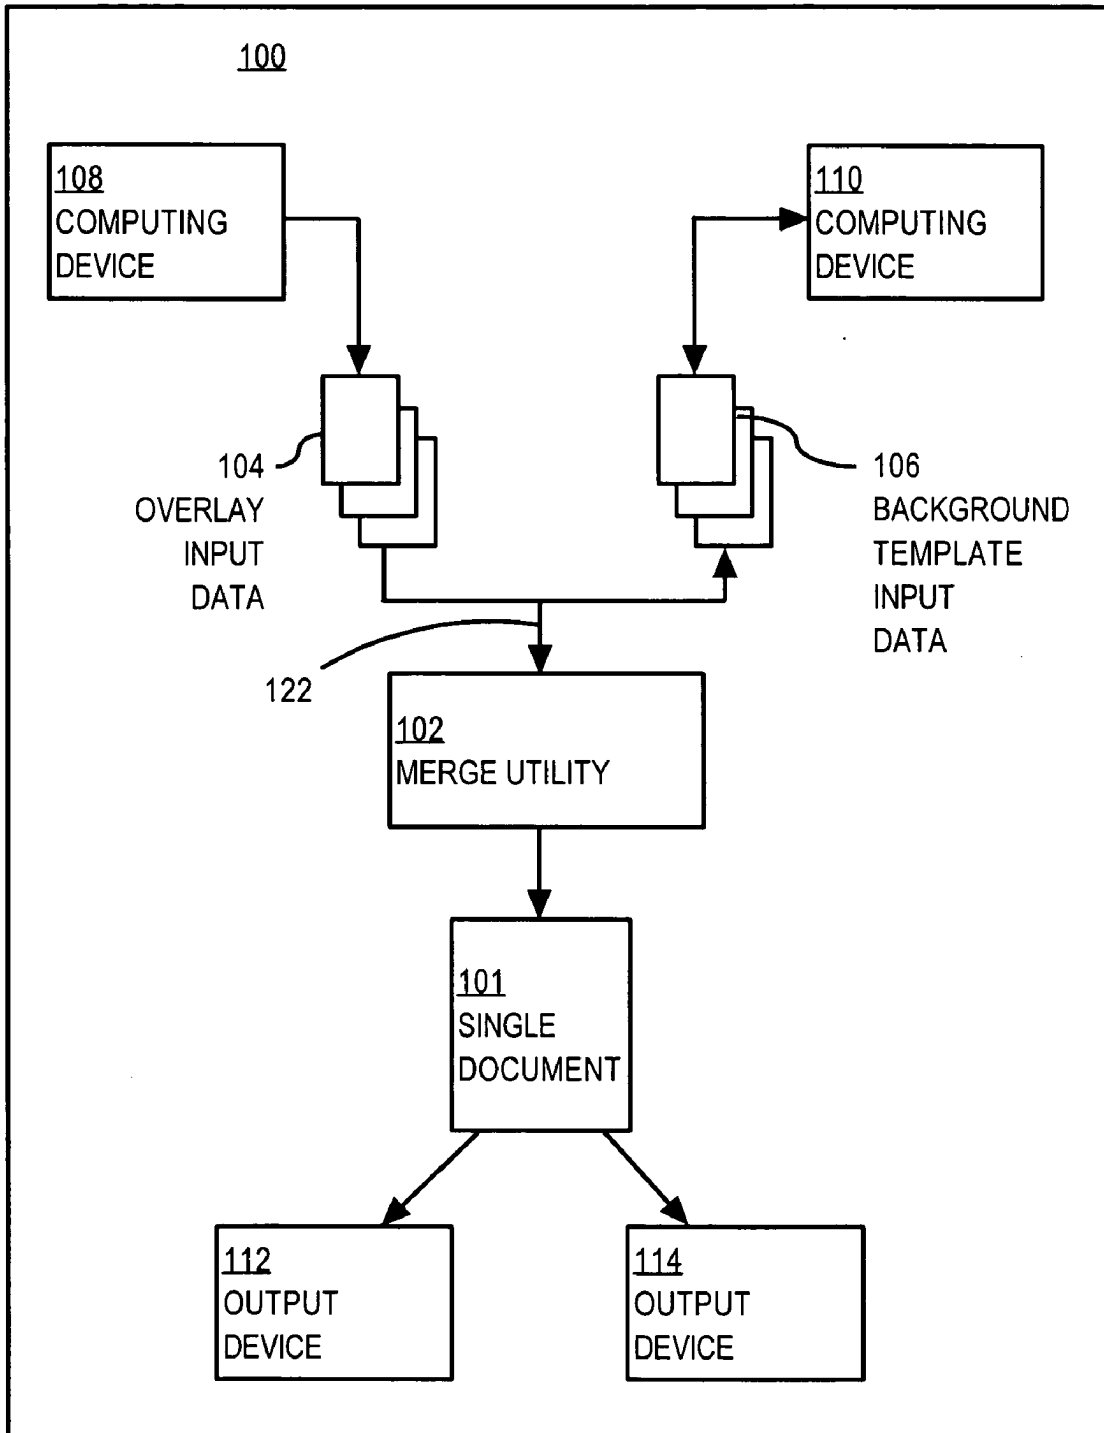 100
108
COMPUTING
DEVICE
110
COMPUTING
DEVICE
104
OVERLAY
INPUT
DATA
106
BACKGROUND
TEMPLATE
INPUT
DATA
122
102
MERGE UTILITY
101
SINGLE
DOCUMENT
112
OUTPUT
DEVICE
114
OUTPUT
DEVICE